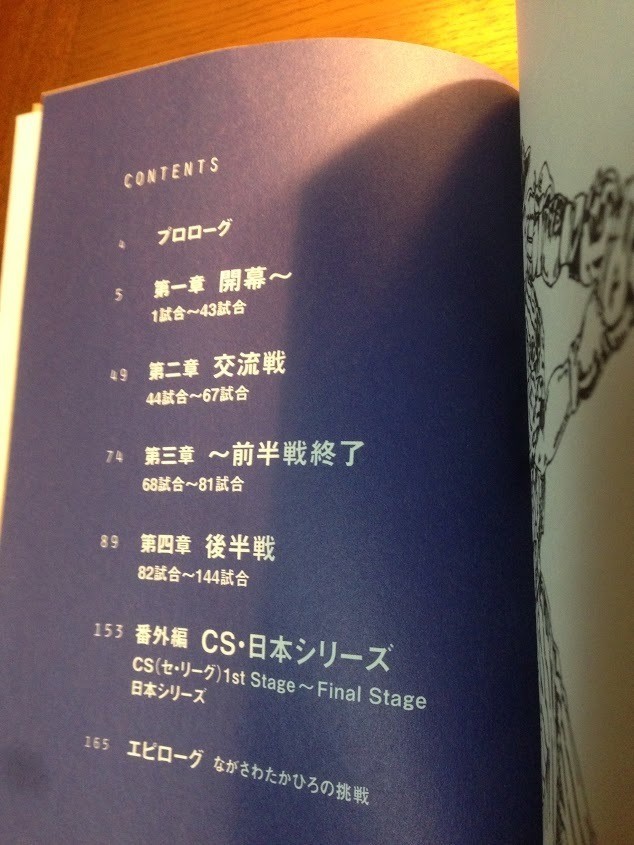 CONTENTS
4 プロローグ
5 第一章 開幕〜
1試合〜43試合
49 第二章 交流戦
44試合〜67試合
74 第三章 〜前半戦終了
68試合〜81試合
89 第四章 後半戦
82試合〜144試合
153 番外編 CS・日本シリーズ
CS(セ・リーグ)1st Stage〜Final Stage
日本シリーズ
165 エピローグ ながさわたかひろの挑戦